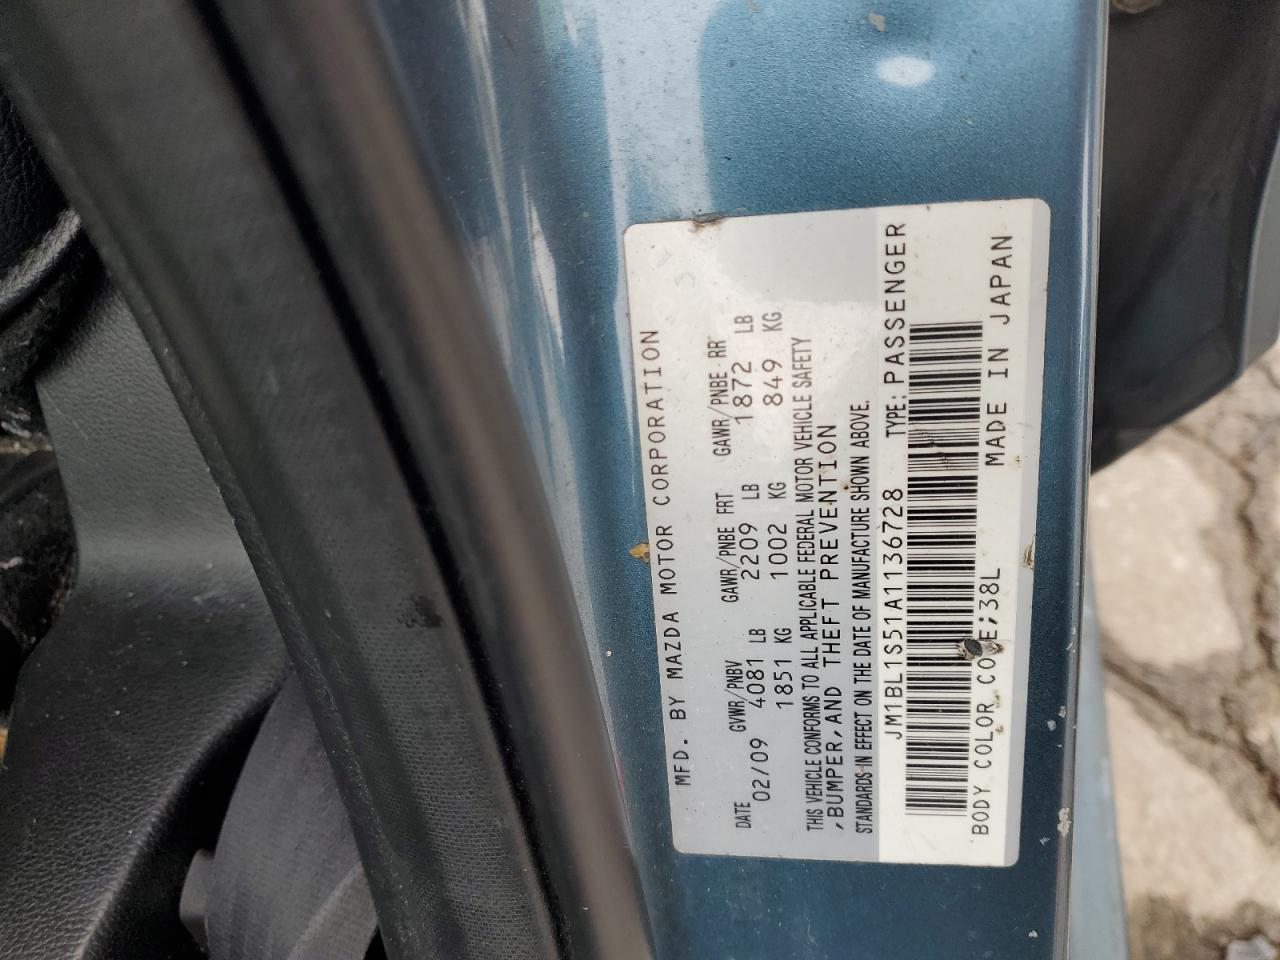 MFD. BY MAZDA MOTOR CORPORATION
DATE GVWR/PNBV GAWR/PNBE FRT GAWR/PNBE RR
02/09 4081 LB 2209 LB 1872 LB
1851 KG 1002 KG 849 KG
THIS VEHICLE CONFORMS TO ALL APPLICABLE FEDERAL MOTOR VEHICLE SAFETY
,BUMPER,AND THEFT PREVENTION
STANDARDS IN EFFECT ON THE DATE OF MANUFACTURE SHOWN ABOVE.
JM1BL1S51A1136728 TYPE: PASSENGER
BODY COLOR CODE;38L MADE IN JAPAN